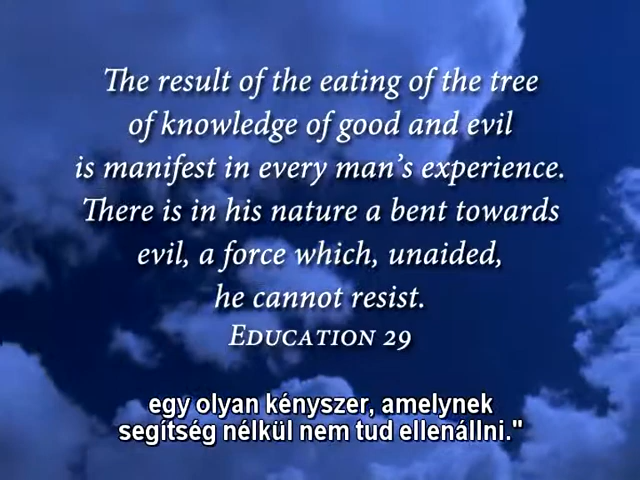 The result of the eating of the tree
of knowledge of good and evil
is manifest in every man's experience.
There is in his nature a bent towards
evil, a force which, unaided,
he cannot resist.
EDUCATION 29
egy olyan kényszer, amelynek
segítség nélkül nem tud ellenállni."